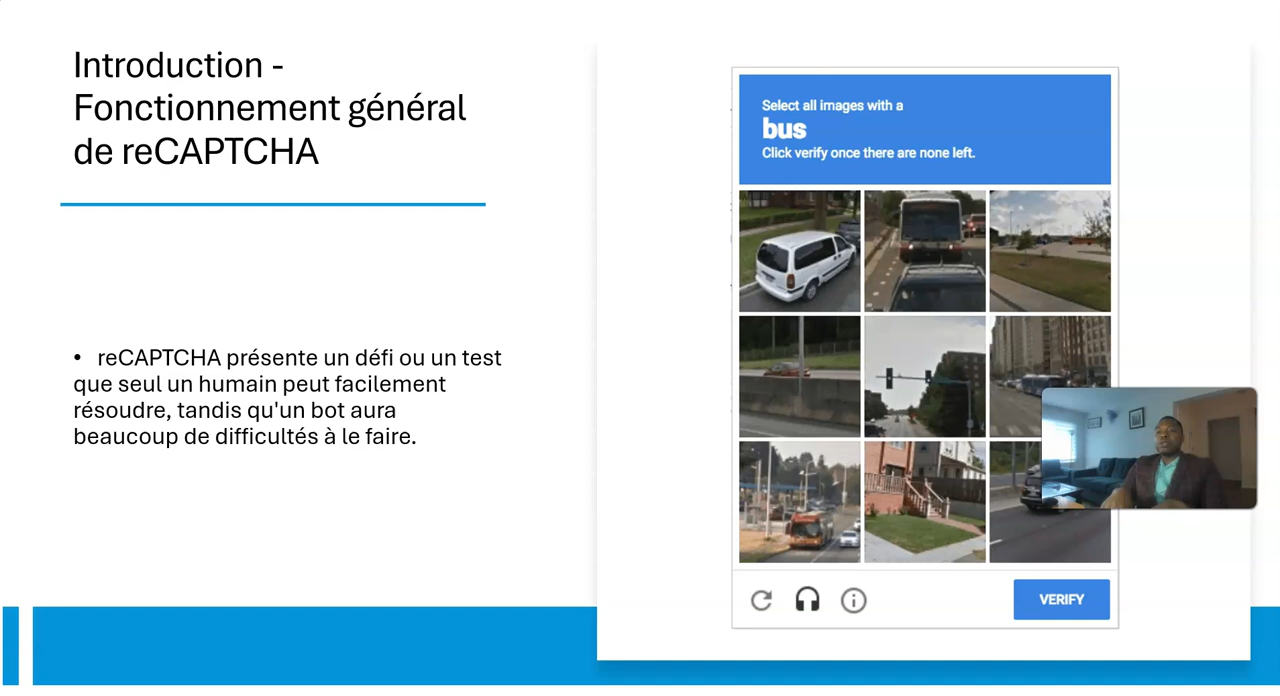 Introduction -
Fonctionnement général
de reCAPTCHA
• reCAPTCHA présente un défi ou un test
que seul un humain peut facilement
résoudre, tandis qu'un bot aura
beaucoup de difficultés à le faire.
Select all images with a
bus
Click verify once there are none left.
VERIFY